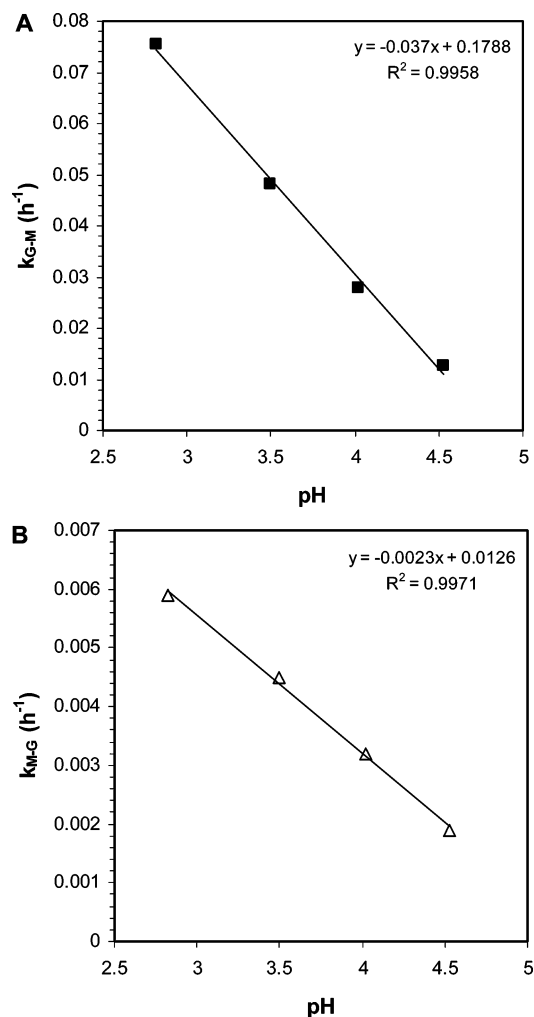 A
0.08
y = -0.037x + 0.1788
R² = 0.9958
0.07
0.06
0.05
0.04
0.03
0.02
0.01
0
k_G-M (h⁻¹)
2.5 3 3.5 4 4.5 5
pH
B
0.007
y = -0.0023x + 0.0126
R² = 0.9971
0.006
0.005
0.004
0.003
0.002
0.001
0
k_M-G (h⁻¹)
2.5 3 3.5 4 4.5 5
pH